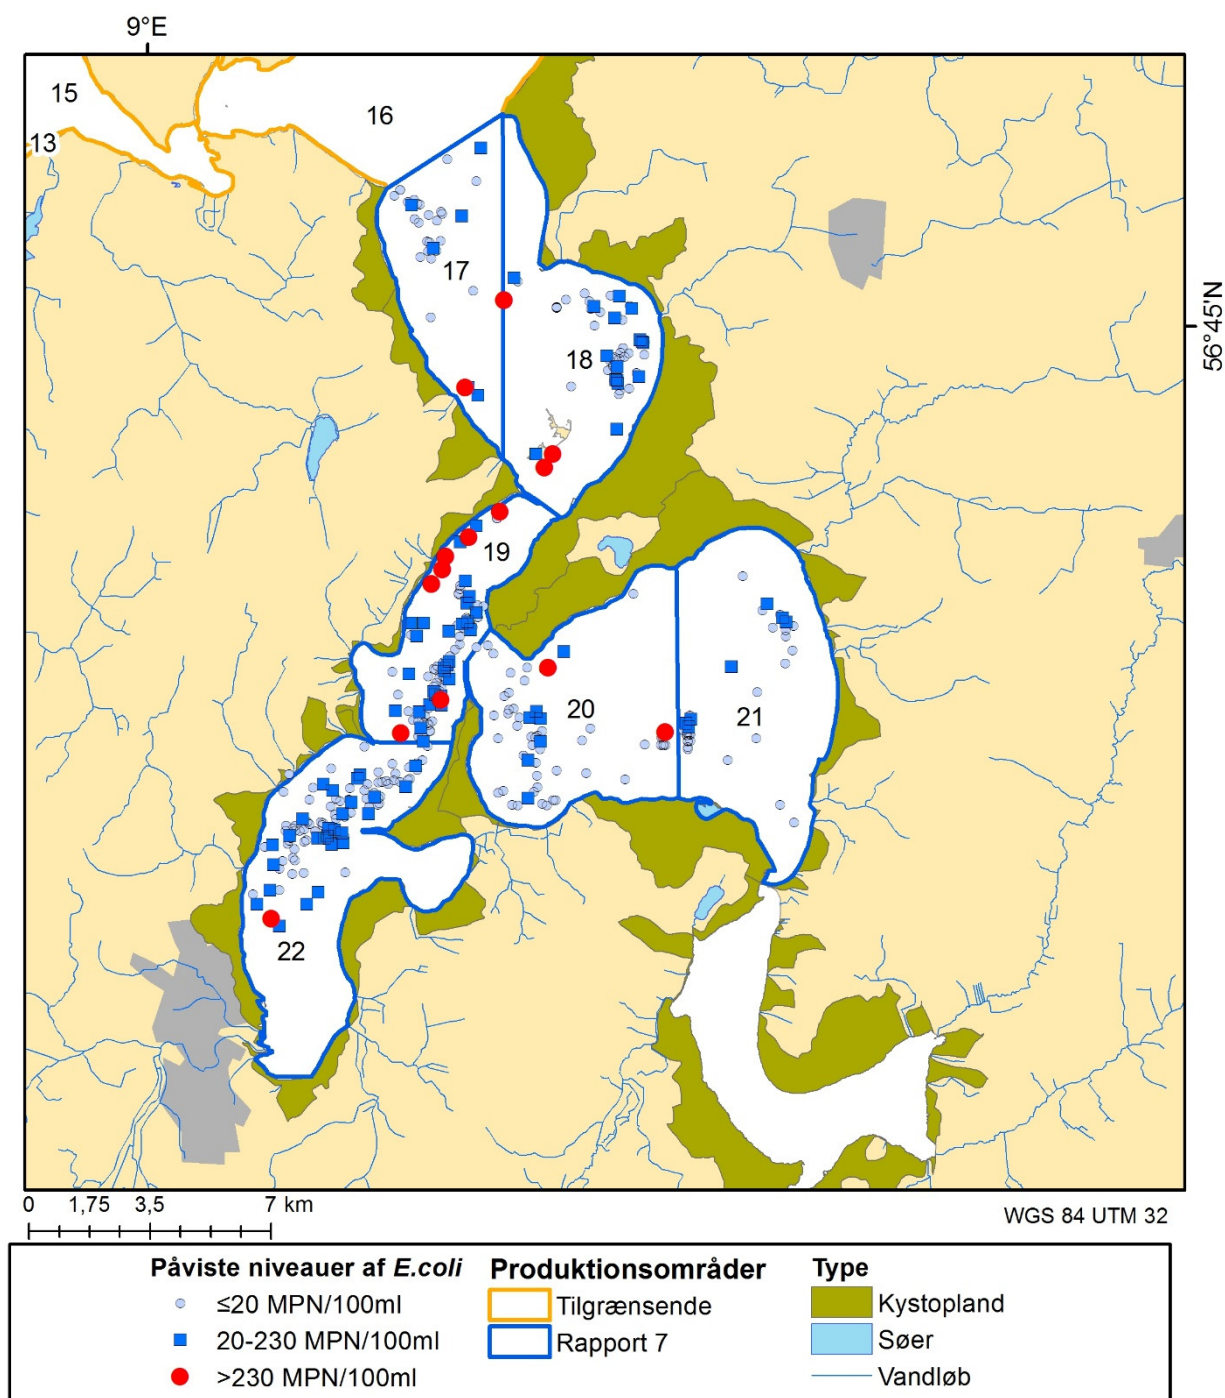 9°E
15
16
13
17
56°45'N
18
19
20
21
22
0 1,75 3,5 7 km
WGS 84 UTM 32
Påviste niveauer af E.coli
≤20 MPN/100ml
20-230 MPN/100ml
>230 MPN/100ml
Produktionsområder
Tilgrænsende
Rapport 7
Type
Kystopland
Søer
Vandløb